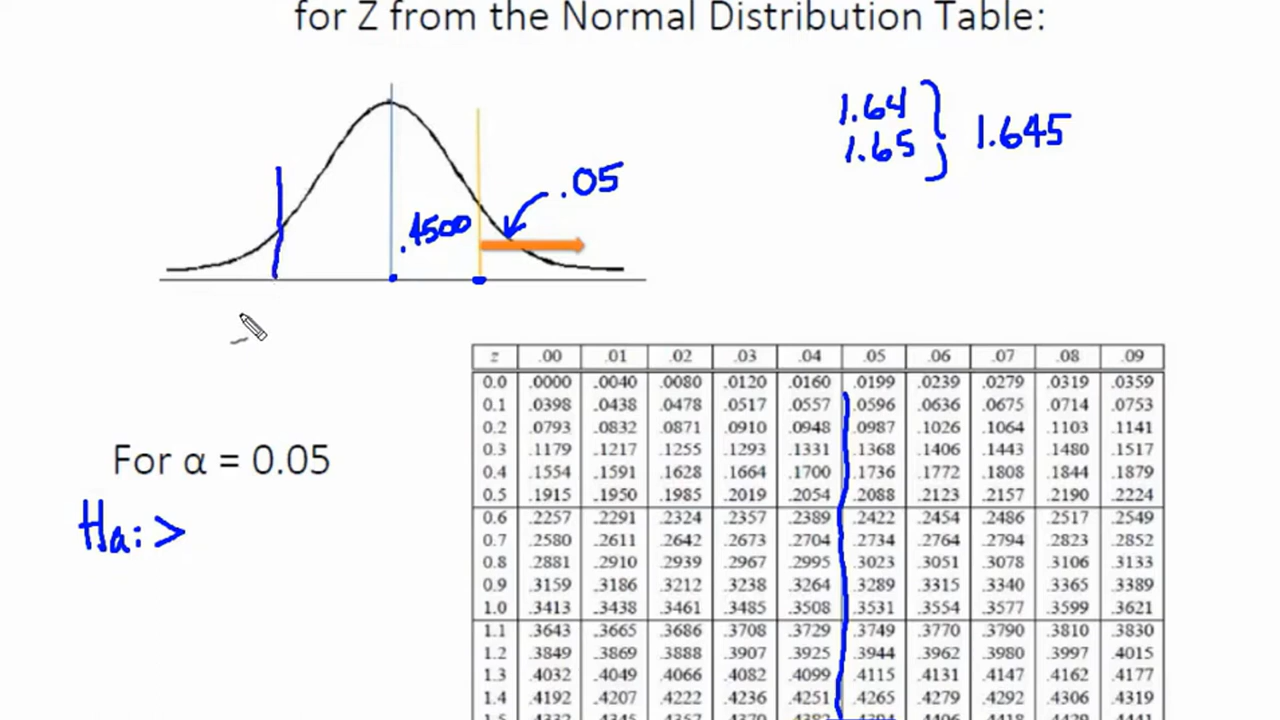 for Z from the Normal Distribution Table:
1.64
1.65
1.645
.05
.4500
For α = 0.05
Ha: >
z .00 .01 .02 .03 .04 .05 .06 .07 .08 .09
0.0 .0000 .0040 .0080 .0120 .0160 .0199 .0239 .0279 .0319 .0359
0.1 .0398 .0438 .0478 .0517 .0557 .0596 .0636 .0675 .0714 .0753
0.2 .0793 .0832 .0871 .0910 .0948 .0987 .1026 .1064 .1103 .1141
0.3 .1179 .1217 .1255 .1293 .1331 .1368 .1406 .1443 .1480 .1517
0.4 .1554 .1591 .1628 .1664 .1700 .1736 .1772 .1808 .1844 .1879
0.5 .1915 .1950 .1985 .2019 .2054 .2088 .2123 .2157 .2190 .2224
0.6 .2257 .2291 .2324 .2357 .2389 .2422 .2454 .2486 .2517 .2549
0.7 .2580 .2611 .2642 .2673 .2704 .2734 .2764 .2794 .2823 .2852
0.8 .2881 .2910 .2939 .2967 .2995 .3023 .3051 .3078 .3106 .3133
0.9 .3159 .3186 .3212 .3238 .3264 .3289 .3315 .3340 .3365 .3389
1.0 .3413 .3438 .3461 .3485 .3508 .3531 .3554 .3577 .3599 .3621
1.1 .3643 .3665 .3686 .3708 .3729 .3749 .3770 .3790 .3810 .3830
1.2 .3849 .3869 .3888 .3907 .3925 .3944 .3962 .3980 .3997 .4015
1.3 .4032 .4049 .4066 .4082 .4099 .4115 .4131 .4147 .4162 .4177
1.4 .4192 .4207 .4222 .4236 .4251 .4265 .4279 .4292 .4306 .4319